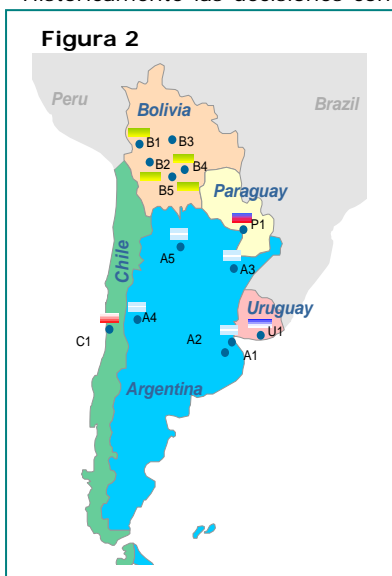 Históricamente las decisiones con
Figura 2
Peru
Brazil
Bolivia
B1
B3
B2
B4
B5
Paraguay
P1
Chile
A5
A3
A4
C1
Uruguay
U1
A2
A1
Argentina